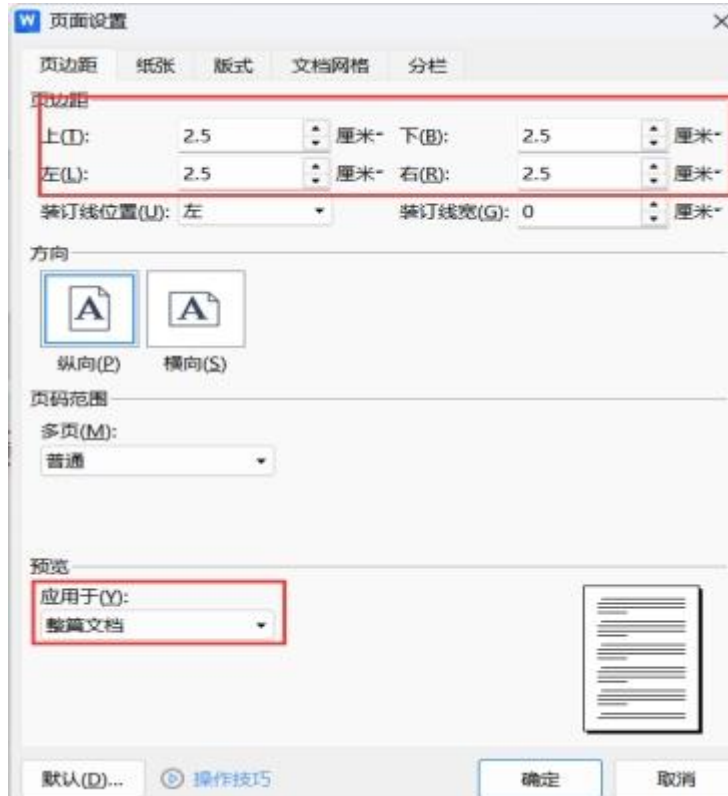 W 页面设置
页边距 纸张 版式 文档网格 分栏
页边距
上(T): 2.5 厘米 下(B): 2.5 厘米
左(L): 2.5 厘米 右(R): 2.5 厘米
装订线位置(U): 左 装订线宽(G): 0 厘米
方向
A A
纵向(P) 横向(S)
页码范围
多页(M):
普通
预览
应用于(Y):
整篇文档
默认(D)... 操作技巧 确定 取消